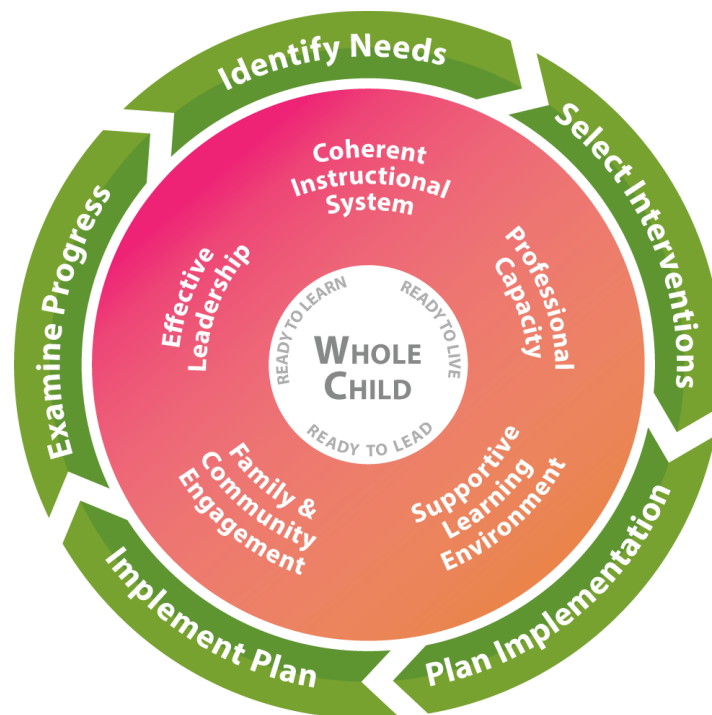 Identify Needs
Select Interventions
Plan Implementation
Implement Plan
Examine Progress
Coherent
Instructional
System
Professional
Capacity
Supportive
Learning
Environment
Family &
Community
Engagement
Effective
Leadership
READY TO LEARN
READY TO LIVE
READY TO LEAD
WHOLE
CHILD